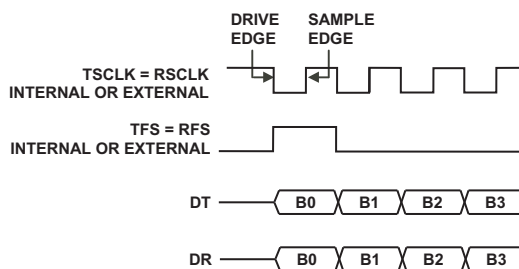 DRIVE EDGE
SAMPLE EDGE
TSCLK = RSCLK
INTERNAL OR EXTERNAL
TFS = RFS
INTERNAL OR EXTERNAL
DT B0 B1 B2 B3
DR B0 B1 B2 B3